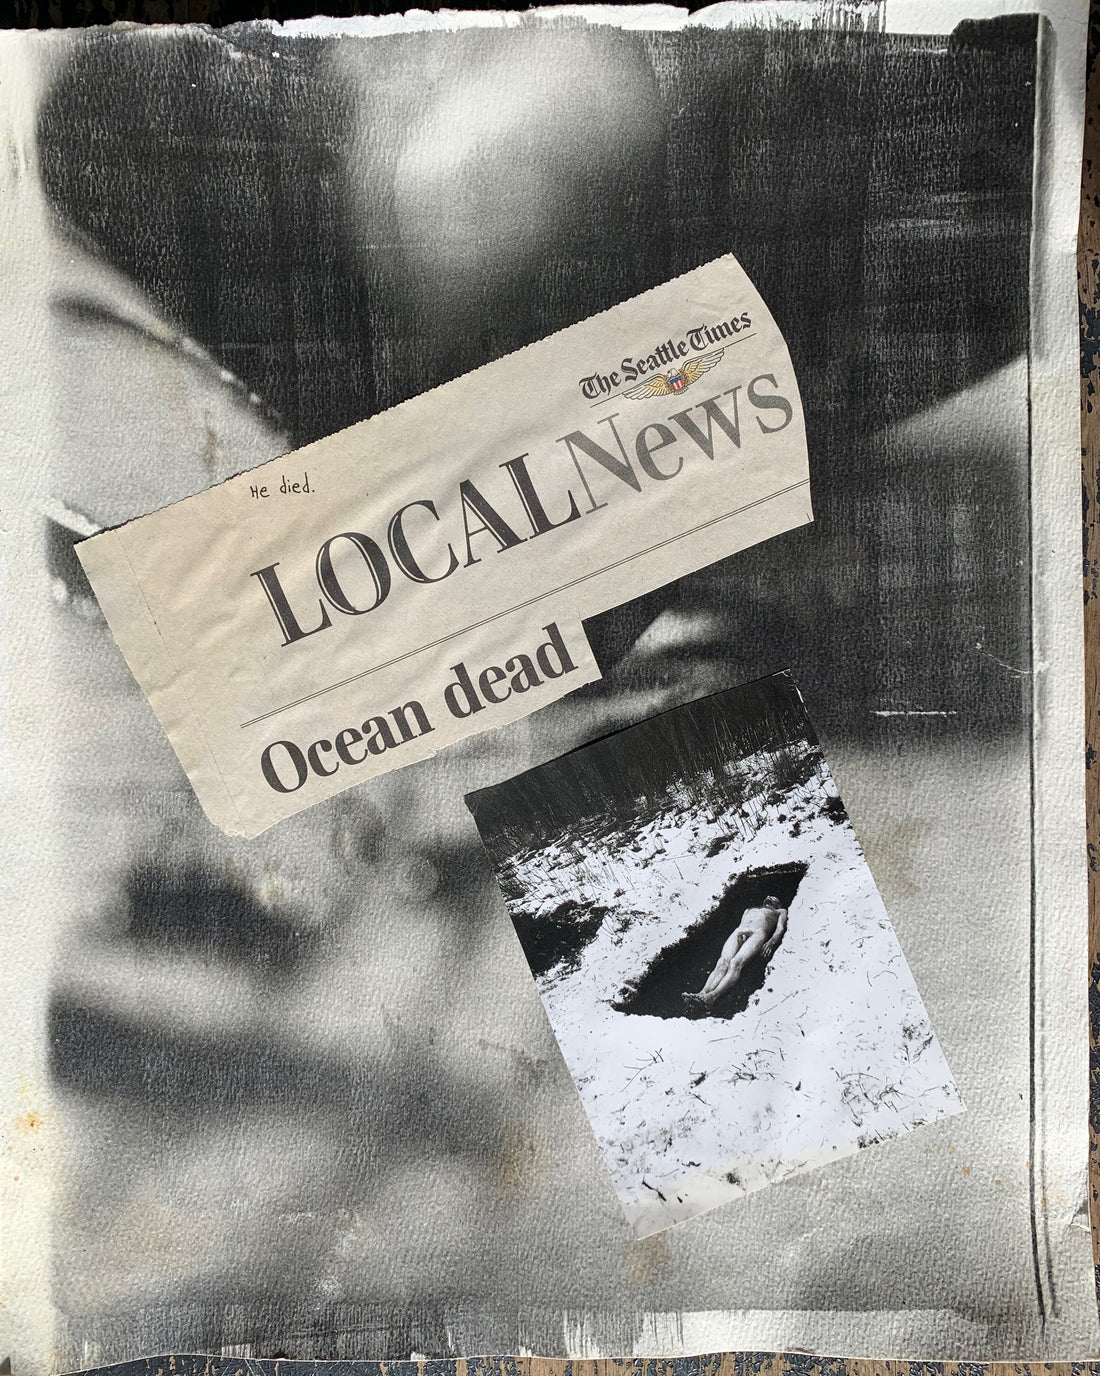 The Seattle Times
He died.
LOCALNews
Ocean dead